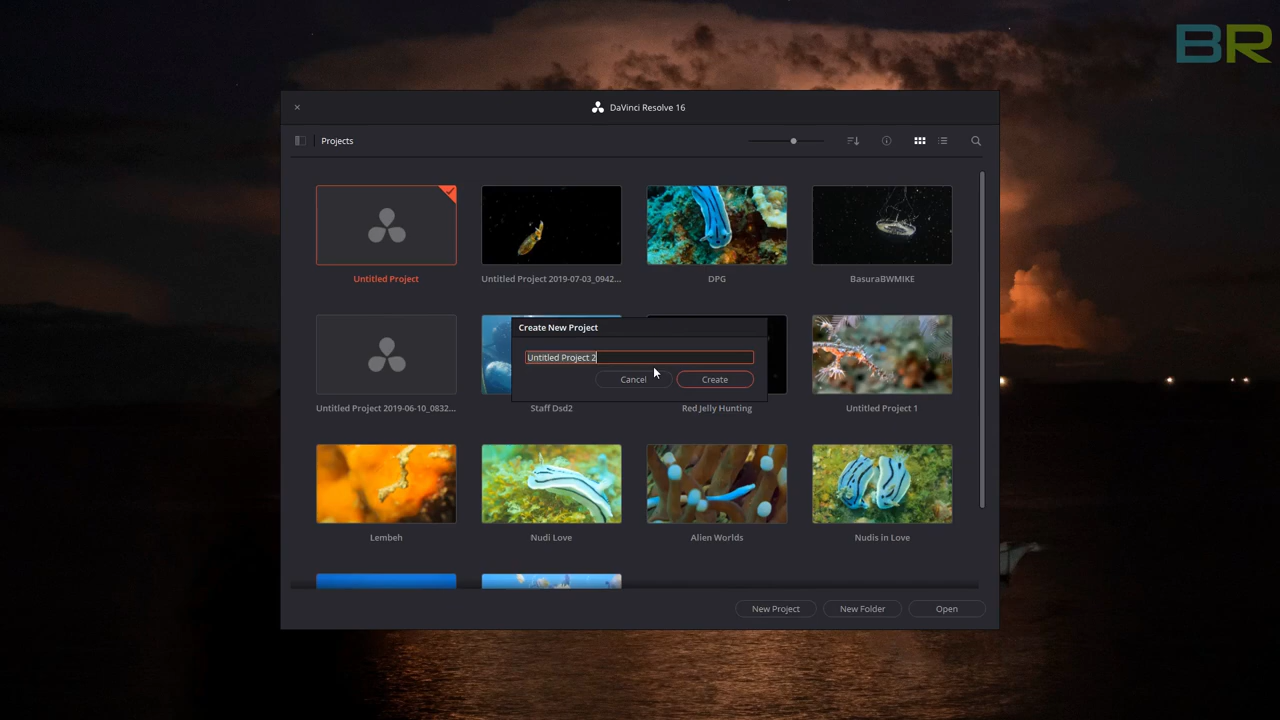 BR
DaVinci Resolve 16
Projects
Untitled Project
Untitled Project 2019-07-03_0942...
DPG
BasuraBWMIKE
Create New Project
Untitled Project 2
Cancel
Create
Untitled Project 2019-06-10_0832...
Staff Dsd2
Red Jelly Hunting
Untitled Project 1
Lembeh
Nudi Love
Alien Worlds
Nudis in Love
New Project
New Folder
Open